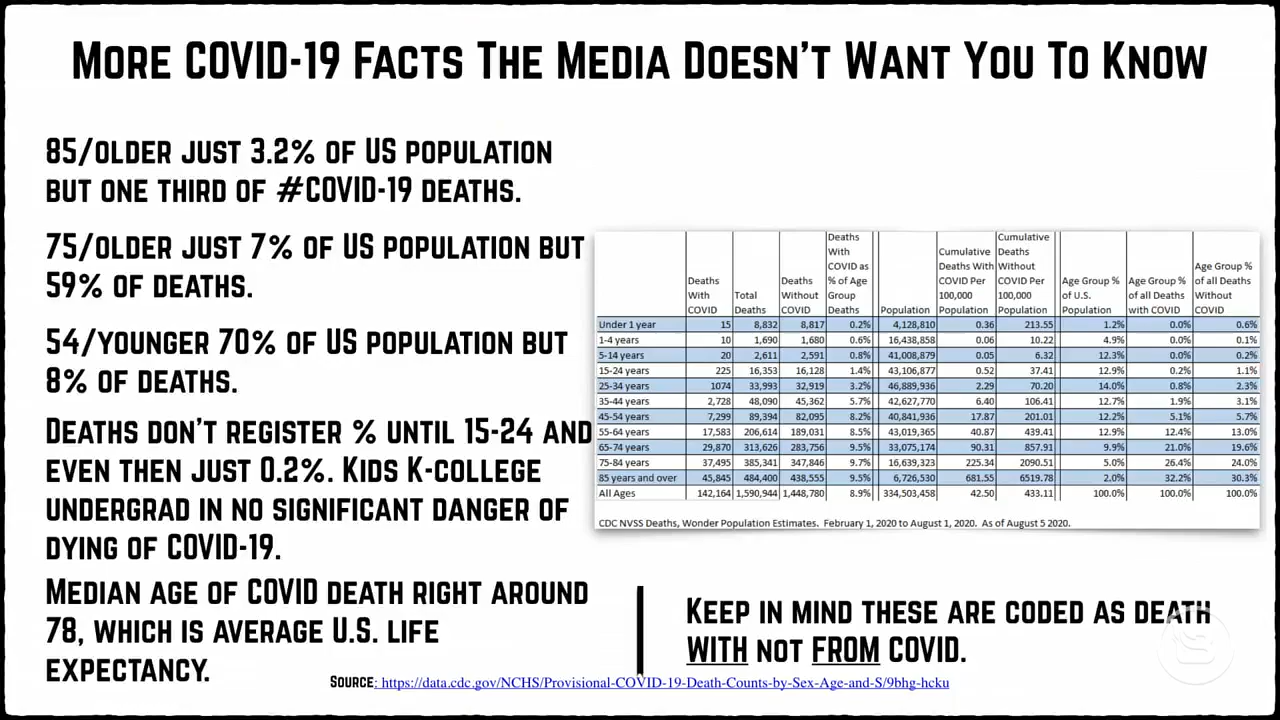 More COVID-19 Facts The Media Doesn't Want You To Know
85/older just 3.2% of US population
but one third of #COVID-19 deaths.
75/older just 7% of US population but
59% of deaths.
54/younger 70% of US population but
8% of deaths.
Deaths don't register % until 15-24 and
even then just 0.2%. Kids K-college
undergrad in no significant danger of
dying of COVID-19.
Median age of COVID death right around
78, which is average U.S. life
expectancy.
Deaths With COVID | Total Deaths | Deaths Without COVID | Deaths With COVID as % of Age Group Deaths | Population | Cumulative Deaths With COVID Per 100,000 Population | Cumulative Deaths Without COVID Per 100,000 Population | Age Group % of U.S. Population | Age Group % of all Deaths with COVID | Age Group % of all Deaths Without COVID
Under 1 year 15 8,832 8,817 0.2% 4,128,810 0.36 213.55 1.2% 0.0% 0.6%
1-4 years 10 1,690 1,680 0.6% 16,438,858 0.06 10.22 4.9% 0.0% 0.1%
5-14 years 20 2,611 2,591 0.8% 41,008,879 0.05 6.32 12.3% 0.0% 0.2%
15-24 years 225 16,353 16,128 1.4% 43,106,877 0.52 37.41 12.9% 0.2% 1.1%
25-34 years 1074 33,993 32,919 3.2% 46,889,936 2.29 70.20 14.0% 0.8% 2.3%
35-44 years 2,728 48,090 45,362 5.7% 42,627,770 6.40 106.41 12.7% 1.9% 3.1%
45-54 years 7,299 89,394 82,095 8.2% 40,841,936 17.87 201.01 12.2% 5.1% 5.7%
55-64 years 17,583 206,614 189,031 8.5% 43,019,365 40.87 439.41 12.9% 12.4% 13.0%
65-74 years 29,870 313,626 283,756 9.5% 33,075,174 90.31 857.91 9.9% 21.0% 19.6%
75-84 years 37,495 385,341 347,846 9.7% 16,639,323 225.34 2090.51 5.0% 26.4% 24.0%
85 years and over 45,845 484,400 438,555 9.5% 6,726,530 681.55 6519.78 2.0% 32.2% 30.3%
All Ages 142,164 1,590,944 1,448,780 8.9% 334,503,458 42.50 433.11 100.0% 100.0% 100.0%
CDC NVSS Deaths, Wonder Population Estimates. February 1, 2020 to August 1, 2020. As of August 5 2020.
Keep in mind these are coded as death
with not from COVID.
Source: https://data.cdc.gov/NCHS/Provisional-COVID-19-Death-Counts-by-Sex-Age-and-S/9bhg-hcku